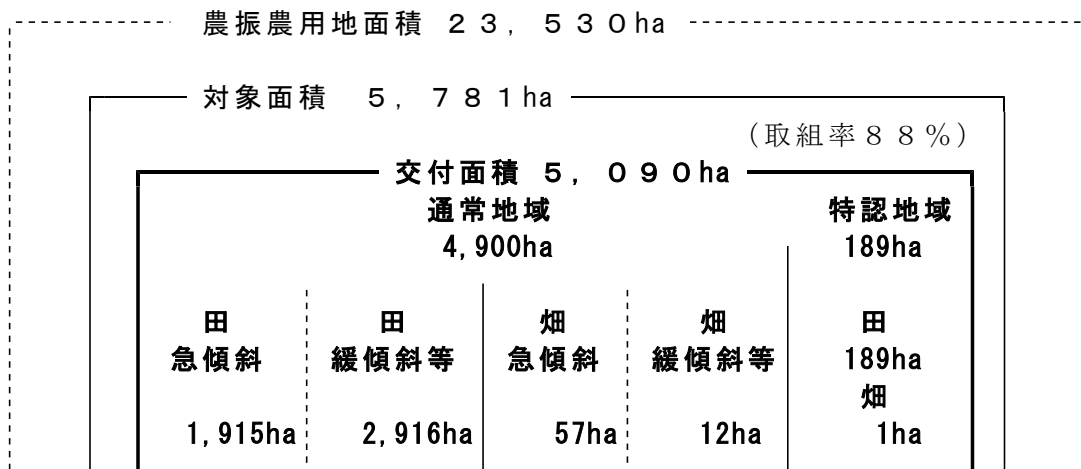 農振農用地面積 ２３，５３０ha
対象面積 ５，７８１ha
（取組率８８％）
交付面積 ５，０９０ha
通常地域 特認地域
4,900ha 189ha
田 田 畑 畑 田
急傾斜 緩傾斜等 急傾斜 緩傾斜等 189ha
畑
1,915ha 2,916ha 57ha 12ha 1ha